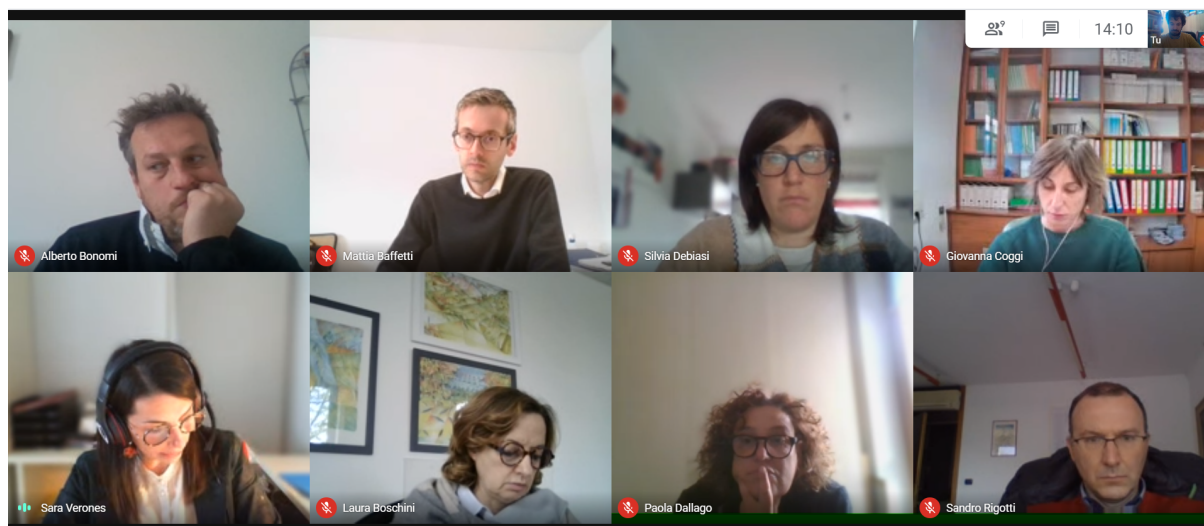 9
14:10
Tu
Alberto Bonomi
Mattia Baffetti
Silvia Debiasi
Giovanna Coggi
Sara Verones
Laura Boschini
Paola Dallago
Sandro Rigotti